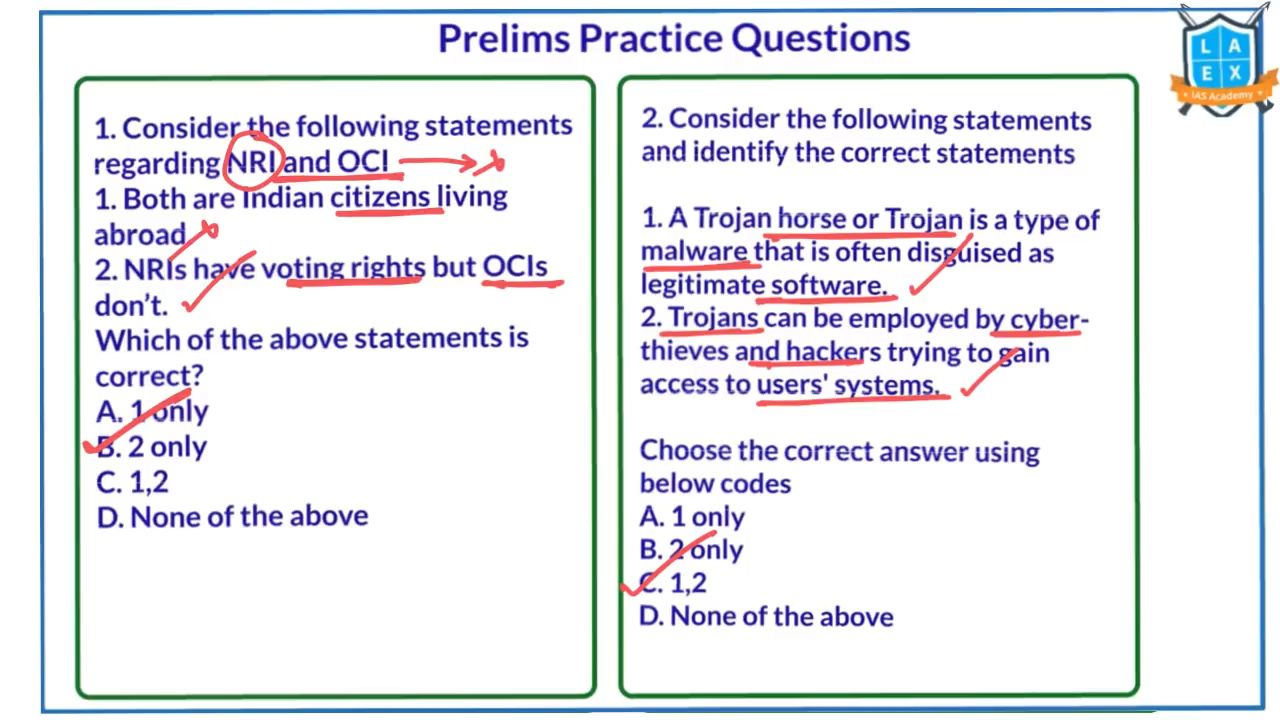 Prelims Practice Questions
L A
E X
IAS Academy
1. Consider the following statements
regarding NRI and OCI
1. Both are Indian citizens living
abroad
2. NRIs have voting rights but OCIs
don't.
Which of the above statements is
correct?
A. 1 only
B. 2 only
C. 1,2
D. None of the above
2. Consider the following statements
and identify the correct statements
1. A Trojan horse or Trojan is a type of
malware that is often disguised as
legitimate software.
2. Trojans can be employed by cyber-
thieves and hackers trying to gain
access to users' systems.
Choose the correct answer using
below codes
A. 1 only
B. 2 only
C. 1,2
D. None of the above